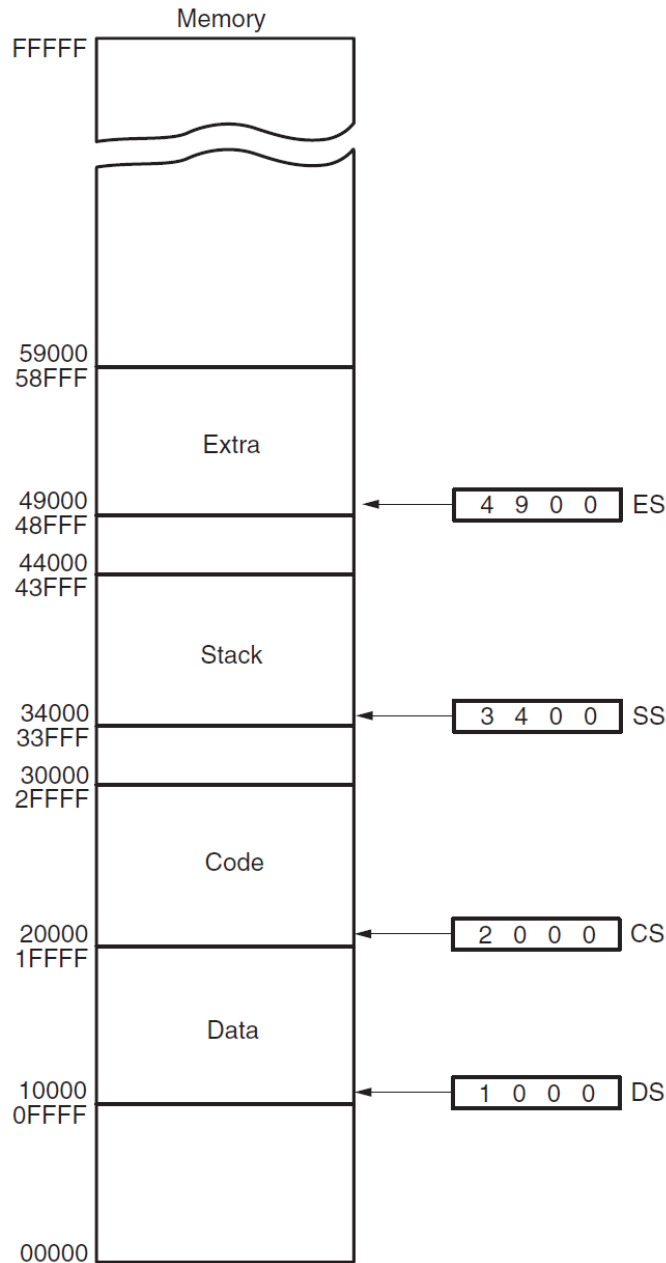 Memory
FFFFF
59000
58FFF
Extra
49000
4 9 0 0 ES
48FFF
44000
43FFF
Stack
34000
3 4 0 0 SS
33FFF
30000
2FFFF
Code
20000
2 0 0 0 CS
1FFFF
Data
10000
1 0 0 0 DS
0FFFF
00000